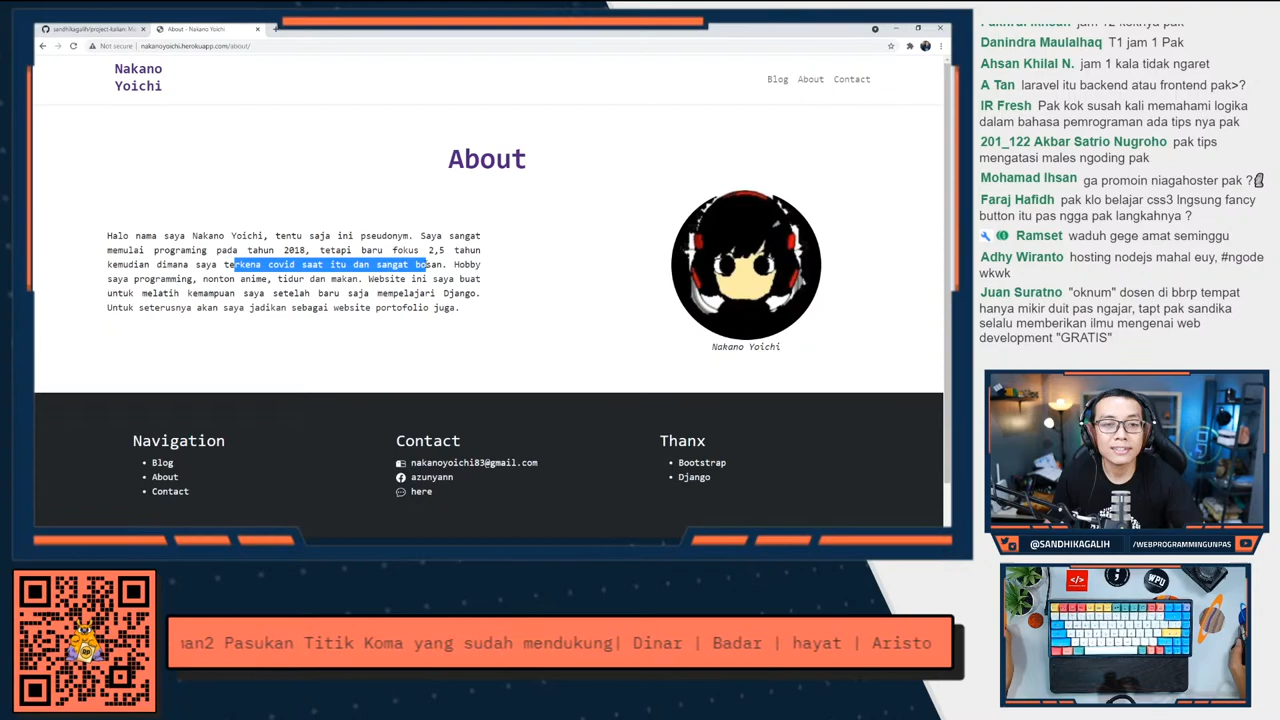 sandhikagalih/project-kalian: Mo
About - Nakano Yoichi
Not secure | nakanoyoichi.herokuapp.com/about/
Nakano
Yoichi
Blog About Contact
About
Halo nama saya Nakano Yoichi, tentu saja ini pseudonym. Saya sangat
memulai programing pada tahun 2018, tetapi baru fokus 2,5 tahun
kemudian dimana saya terkena covid saat itu dan sangat bosan. Hobby
saya programming, nonton anime, tidur dan makan. Website ini saya buat
untuk melatih kemampuan saya setelah baru saja mempelajari Django.
Untuk seterusnya akan saya jadikan sebagai website portofolio juga.
Nakano Yoichi
Navigation
• Blog
• About
• Contact
Contact
nakanoyoichi83@gmail.com
azunyann
here
Thanx
• Bootstrap
• Django
jam 12 koknya pak
Danindra Maulalhaq T1 jam 1 Pak
Ahsan Khilal N. jam 1 kala tidak ngaret
A Tan laravel itu backend atau frontend pak>?
IR Fresh Pak kok susah kali memahami logika
dalam bahasa pemrograman ada tips nya pak
201_122 Akbar Satrio Nugroho pak tips
mengatasi males ngoding pak
Mohamad Ihsan ga promoin niagahoster pak ?
Faraj Hafidh pak klo belajar css3 lngsung fancy
button itu pas ngga pak langkahnya ?
Ramset waduh gege amat seminggu
Adhy Wiranto hosting nodejs mahal euy, #ngode
wkwk
Juan Suratno "oknum" dosen di bbrp tempat
hanya mikir duit pas ngajar, tapt pak sandika
selalu memberikan ilmu mengenai web
development "GRATIS"
@SANDHIKAGALIH /WEBPROGRAMMINGUNPAS
</> ; WPU
man2 Pasukan Titik Koma yang sudah mendukung| Dinar | Badar | hayat | Aristo